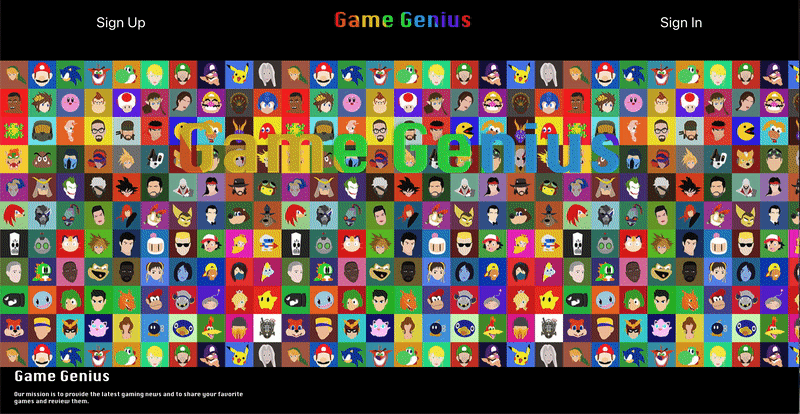 Sign Up
Game Genius
Sign In
Game Genius
Game Genius
Our mission is to provide the latest gaming news and to share your favorite
games and review them.